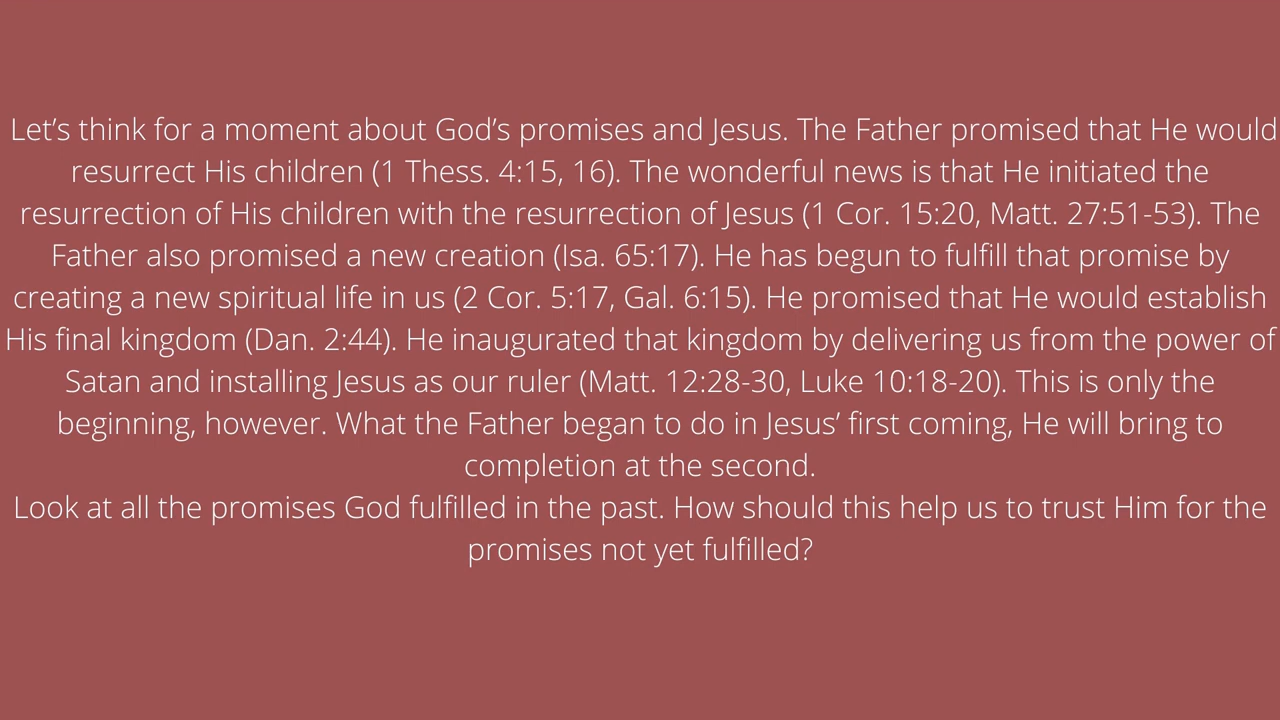 Let’s think for a moment about God’s promises and Jesus. The Father promised that He would
resurrect His children (1 Thess. 4:15, 16). The wonderful news is that He initiated the
resurrection of His children with the resurrection of Jesus (1 Cor. 15:20, Matt. 27:51-53). The
Father also promised a new creation (Isa. 65:17). He has begun to fulfill that promise by
creating a new spiritual life in us (2 Cor. 5:17, Gal. 6:15). He promised that He would establish
His final kingdom (Dan. 2:44). He inaugurated that kingdom by delivering us from the power of
Satan and installing Jesus as our ruler (Matt. 12:28-30, Luke 10:18-20). This is only the
beginning, however. What the Father began to do in Jesus’ first coming, He will bring to
completion at the second.
Look at all the promises God fulfilled in the past. How should this help us to trust Him for the
promises not yet fulfilled?